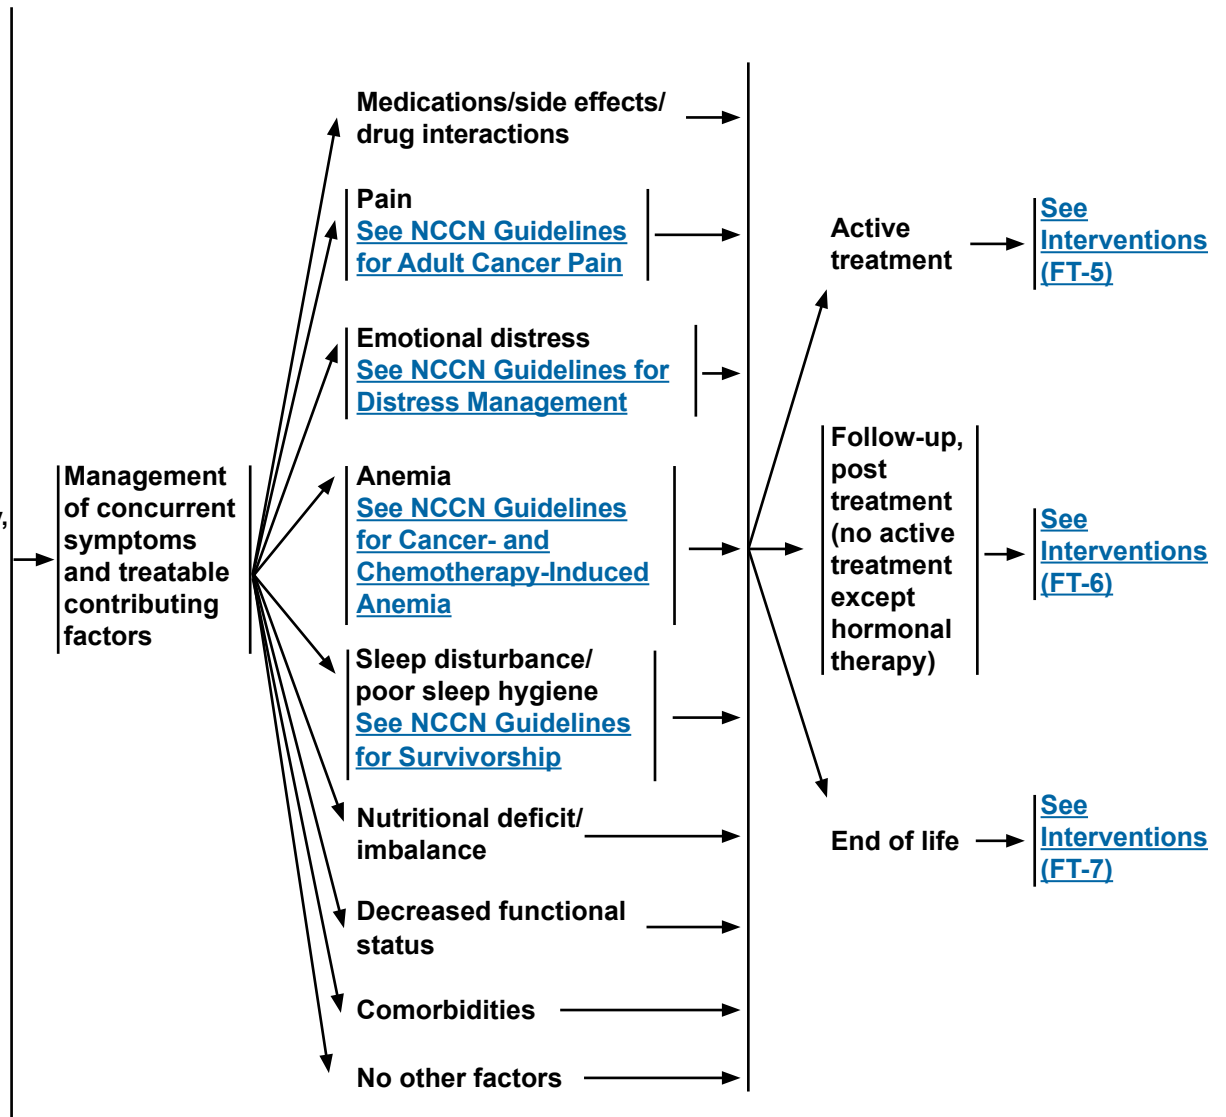 Management
of concurrent
symptoms
and treatable
contributing
factors
Medications/side effects/
drug interactions
Pain
See NCCN Guidelines
for Adult Cancer Pain
Emotional distress
See NCCN Guidelines for
Distress Management
Anemia
See NCCN Guidelines
for Cancer- and
Chemotherapy-Induced
Anemia
Sleep disturbance/
poor sleep hygiene
See NCCN Guidelines
for Survivorship
Nutritional deficit/
imbalance
Decreased functional
status
Comorbidities
No other factors
Active
treatment
See
Interventions
(FT-5)
Follow-up,
post
treatment
(no active
treatment
except
hormonal
therapy)
See
Interventions
(FT-6)
End of life
See
Interventions
(FT-7)